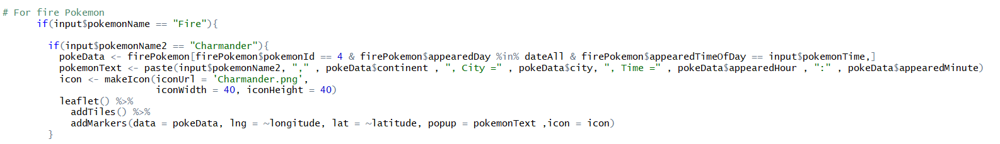 # For fire Pokemon
if(input$pokemonName == "Fire"){
if(input$pokemonName2 == "Charmander"){
pokeData <- firePokemon[firePokemon$pokemonId == 4 & firePokemon$appearedDay %in% dateAll & firePokemon$appearedTimeOfDay == input$pokemonTime,]
pokemonText <- paste(input$pokemonName2, "," , pokeData$continent , ", City =" , pokeData$city, ", Time =" , pokeData$appearedHour , ":" , pokeData$appearedMinute)
icon <- makeIcon(iconUrl = 'Charmander.png',
iconWidth = 40, iconHeight = 40)
leaflet() %>%
addTiles() %>%
addMarkers(data = pokeData, lng = ~longitude, lat = ~latitude, popup = pokemonText ,icon = icon)
}